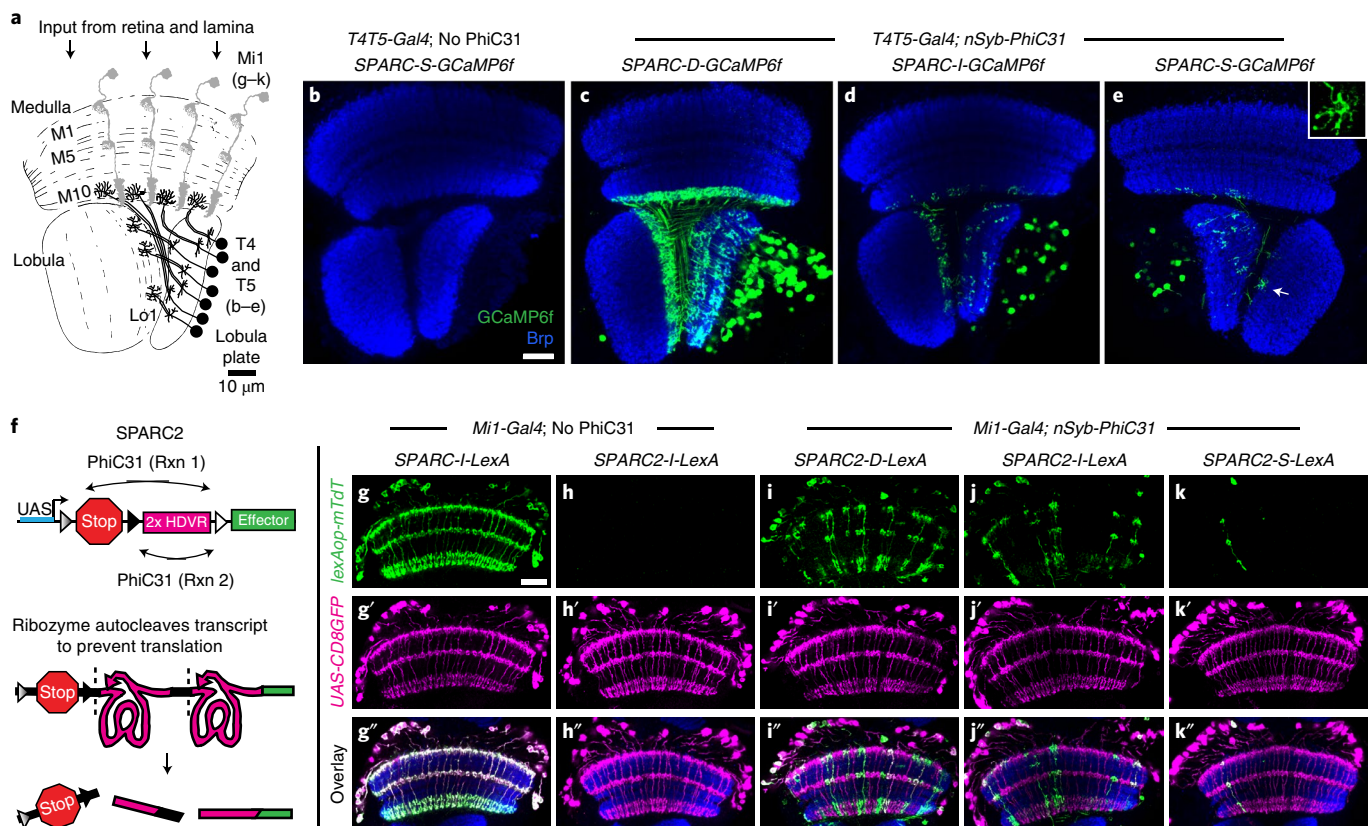 a
Input from retina and lamina
Mi1
(g–k)
Medulla
M1
M5
M10
Lobula
T4
and
T5
(b–e)
Lo1
Lobula
plate
10 μm
T4T5-Gal4; No PhiC31
SPARC-S-GCaMP6f
T4T5-Gal4; nSyb-PhiC31
SPARC-D-GCaMP6f
SPARC-I-GCaMP6f
SPARC-S-GCaMP6f
b
GCaMP6f
Brp
c
d
e
f
SPARC2
PhiC31 (Rxn 1)
UAS
Stop
2x HDVR
Effector
PhiC31 (Rxn 2)
Ribozyme autocleaves transcript
to prevent translation
Stop
Stop
Mi1-Gal4; No PhiC31
Mi1-Gal4; nSyb-PhiC31
SPARC-I-LexA
SPARC2-I-LexA
SPARC2-D-LexA
SPARC2-I-LexA
SPARC2-S-LexA
lexAop-mTdT
g
h
i
j
k
UAS-CD8GFP
g′
h′
i′
j′
k′
Overlay
g″
h″
i″
j″
k″